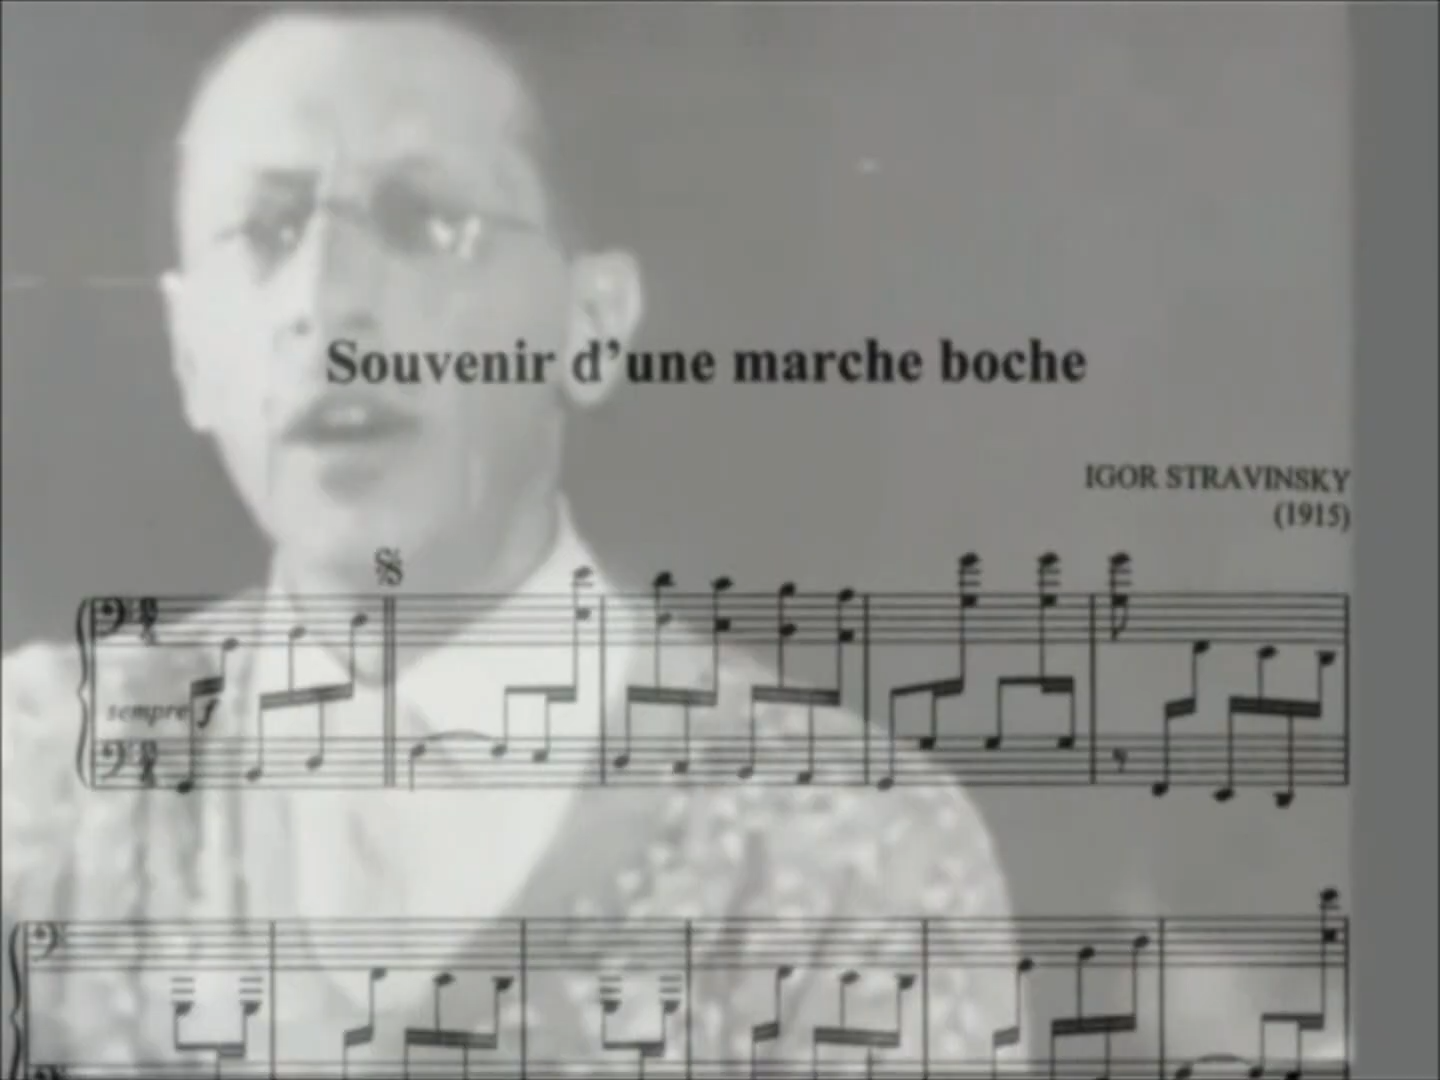 Souvenir d’une marche boche
IGOR STRAVINSKY
(1915)
sempre f